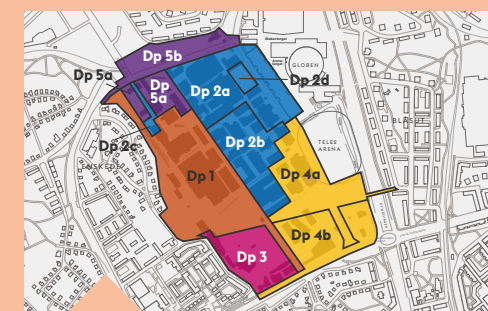 Dp 5b
GLOBEN
Dp 5a
Dp
5a
Dp 2a
Dp 2d
Dp 2c
Dp 2b
TELE2
ARENA
Dp 1
Dp 4a
Dp 4b
Dp 3